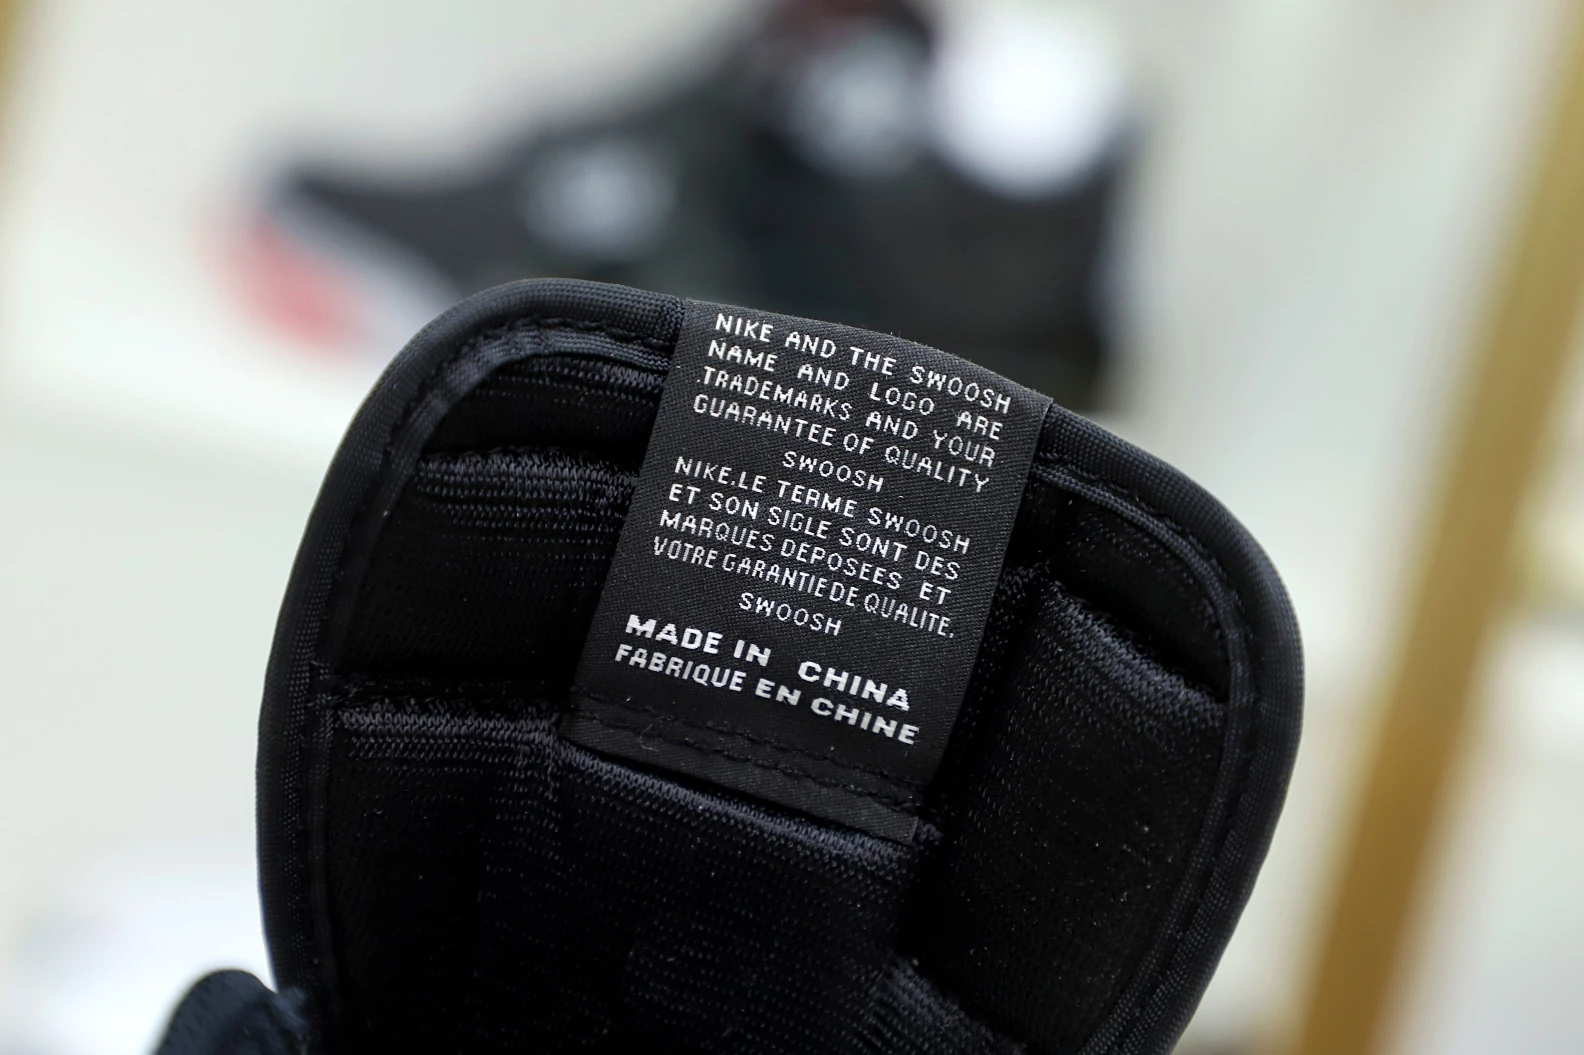 NIKE AND THE SWOOSH
NAME AND LOGO ARE
.TRADEMARKS AND YOUR
GUARANTEE OF QUALITY
SWOOSH
NIKE.LE TERME SWOOSH
ET SON SIGLE SONT DES
MARQUES DEPOSEES ET
VOTRE GARANTIE DE QUALITE.
SWOOSH
MADE IN CHINA
FABRIQUE EN CHINE